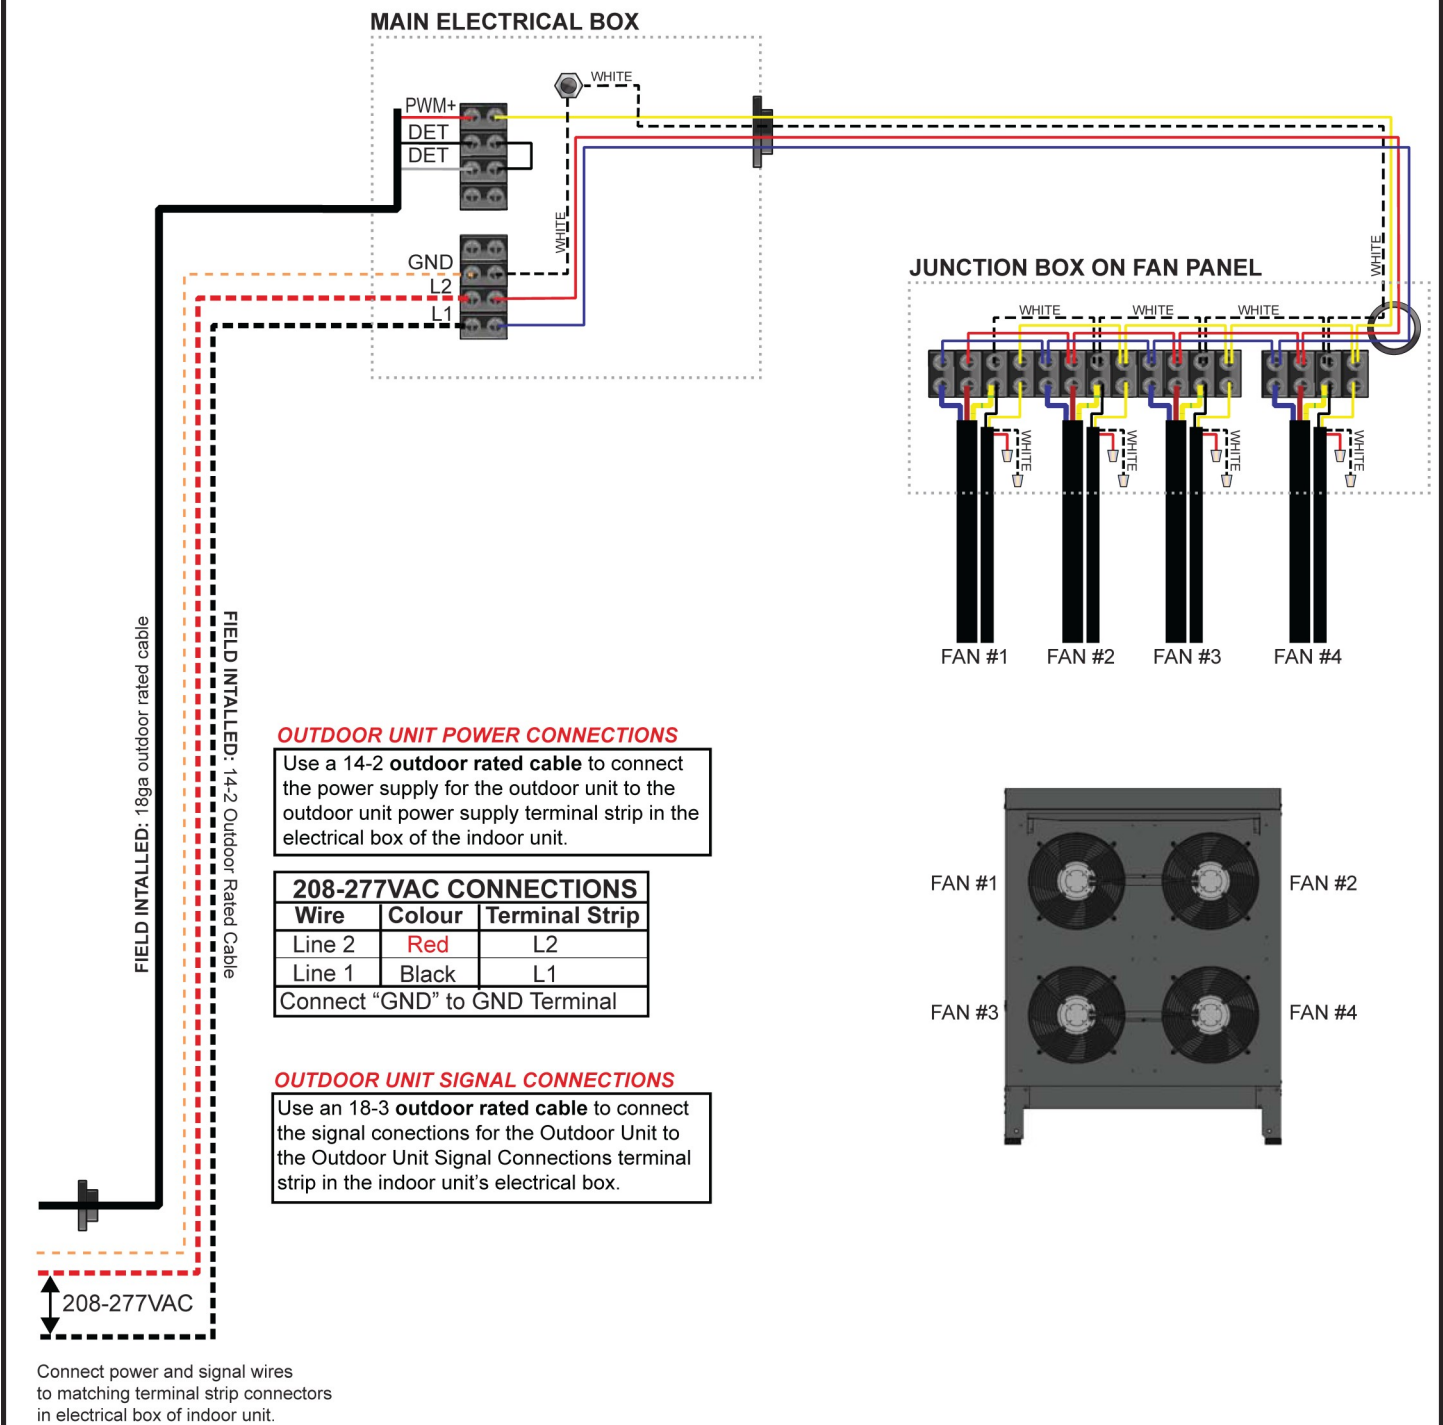 MAIN ELECTRICAL BOX
WHITE
PWM+
DET
DET
WHITE
GND
L2
L1
WHITE
JUNCTION BOX ON FAN PANEL
WHITE
WHITE
WHITE
WHITE
WHITE
WHITE
WHITE
FAN #1
FAN #2
FAN #3
FAN #4
FIELD INTALLED: 18ga outdoor rated cable
FIELD INTALLED: 14-2 Outdoor Rated Cable
OUTDOOR UNIT POWER CONNECTIONS
Use a 14-2 outdoor rated cable to connect
the power supply for the outdoor unit to the
outdoor unit power supply terminal strip in the
electrical box of the indoor unit.
208-277VAC CONNECTIONS
Wire Colour Terminal Strip
Line 2 Red L2
Line 1 Black L1
Connect “GND” to GND Terminal
FAN #1
FAN #2
FAN #3
FAN #4
OUTDOOR UNIT SIGNAL CONNECTIONS
Use an 18-3 outdoor rated cable to connect
the signal conections for the Outdoor Unit to
the Outdoor Unit Signal Connections terminal
strip in the indoor unit’s electrical box.
208-277VAC
Connect power and signal wires
to matching terminal strip connectors
in electrical box of indoor unit.